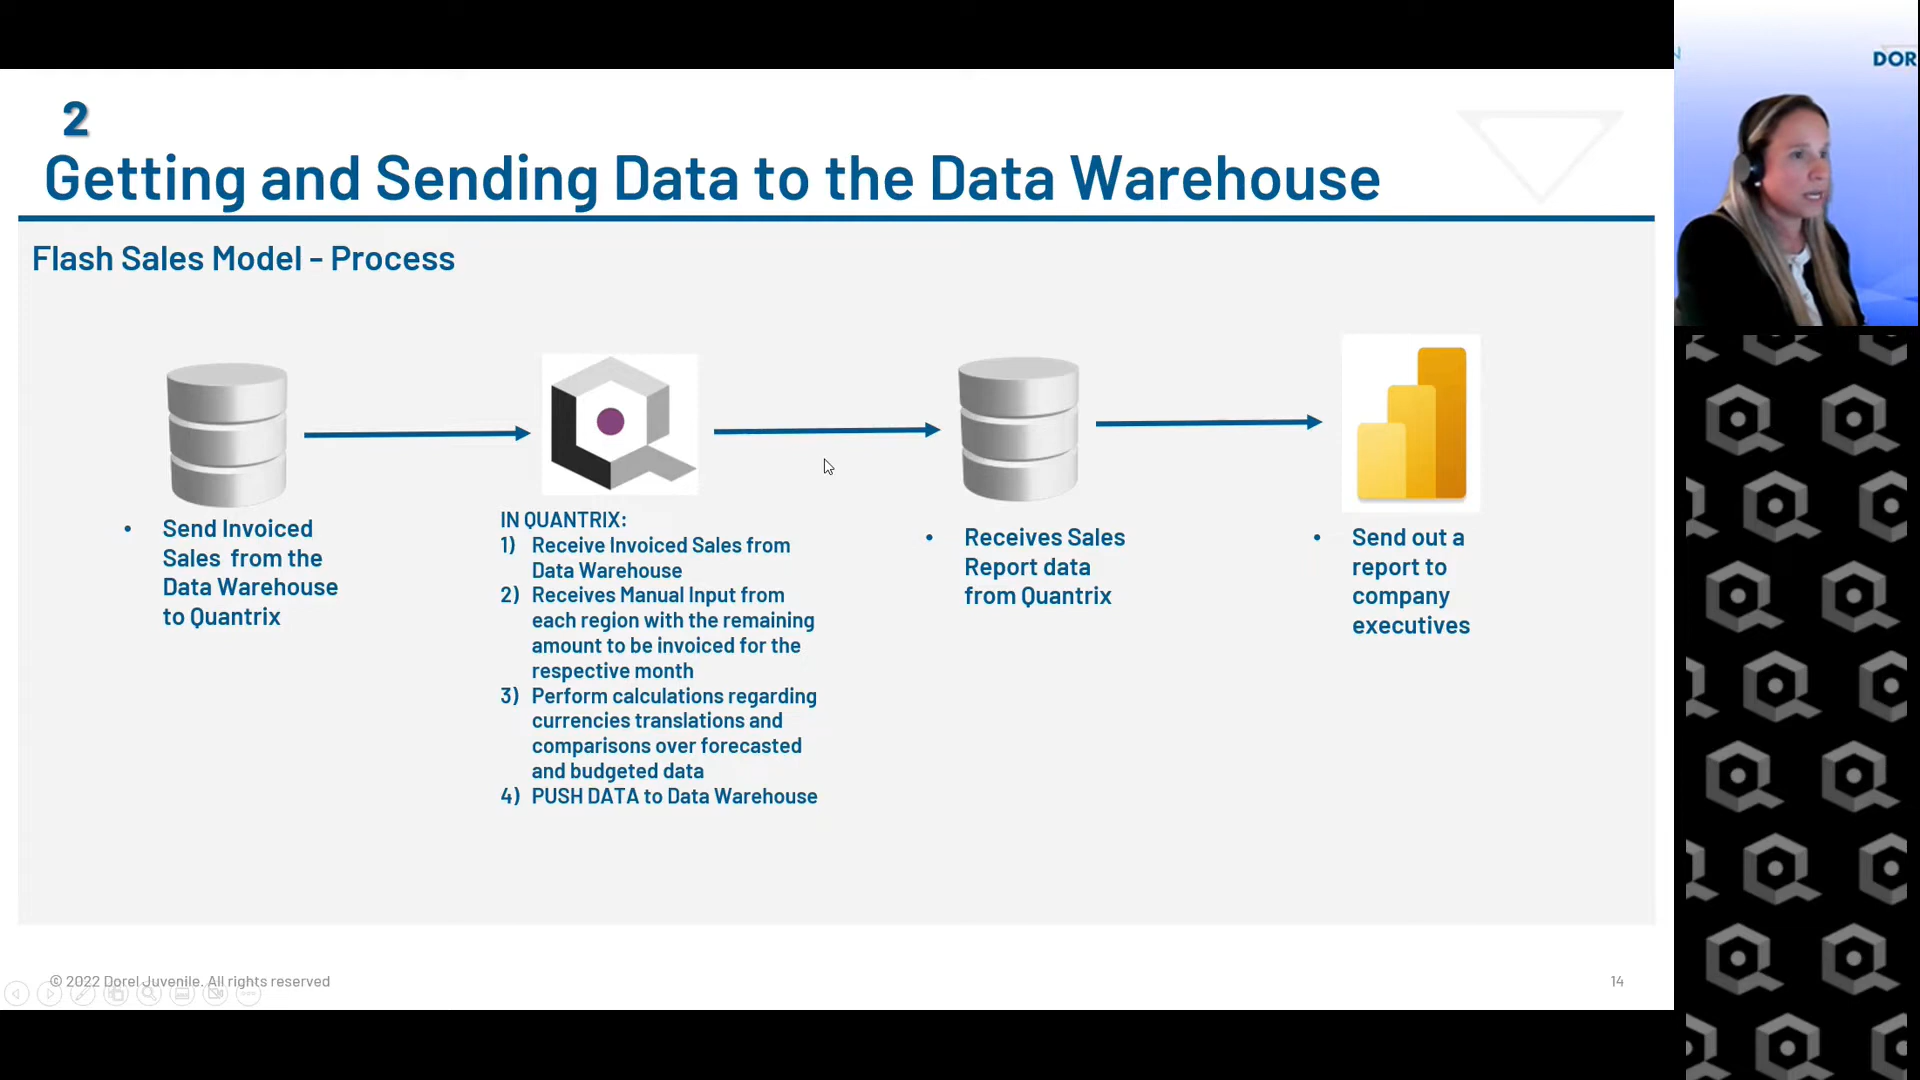 2
Getting and Sending Data to the Data Warehouse
Flash Sales Model - Process
• Send Invoiced
Sales from the
Data Warehouse
to Quantrix
IN QUANTRIX:
1) Receive Invoiced Sales from
Data Warehouse
2) Receives Manual Input from
each region with the remaining
amount to be invoiced for the
respective month
3) Perform calculations regarding
currencies translations and
comparisons over forecasted
and budgeted data
4) PUSH DATA to Data Warehouse
• Receives Sales
Report data
from Quantrix
• Send out a
report to
company
executives
© 2022 Dorel Juvenile. All rights reserved
14
DOR